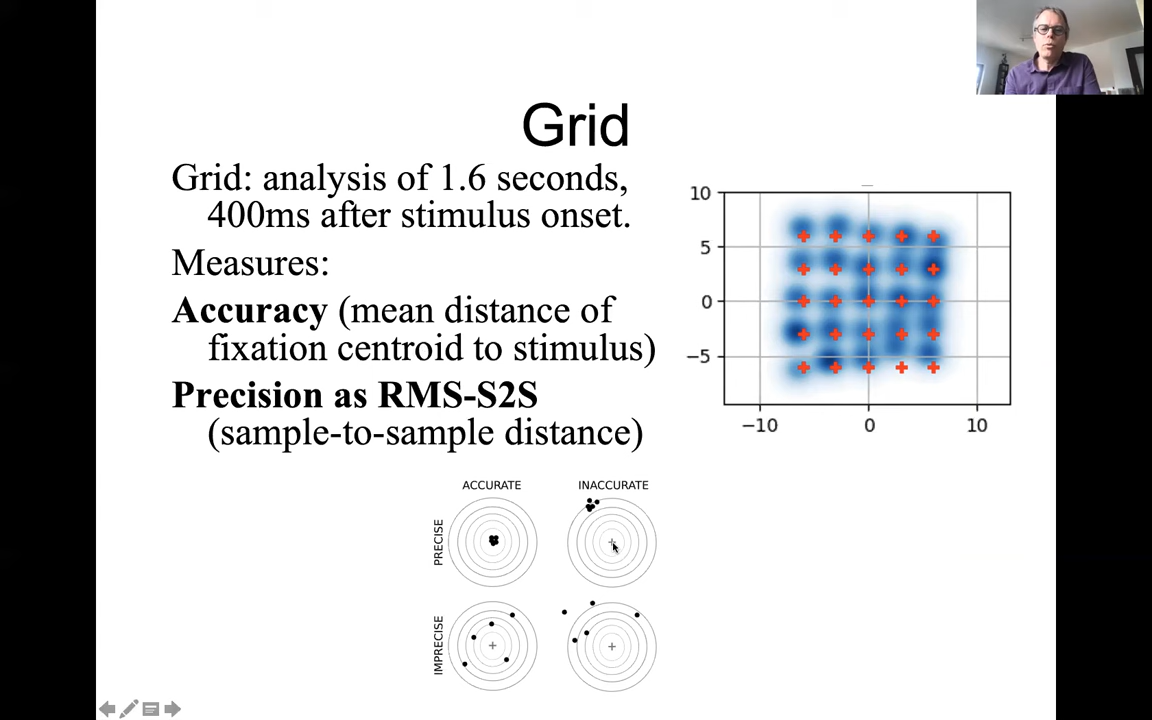 Grid
Grid: analysis of 1.6 seconds,
400ms after stimulus onset.
Measures:
Accuracy (mean distance of
fixation centroid to stimulus)
Precision as RMS-S2S
(sample-to-sample distance)
10
5
0
−5
−10
0
10
ACCURATE
INACCURATE
PRECISE
IMPRECISE